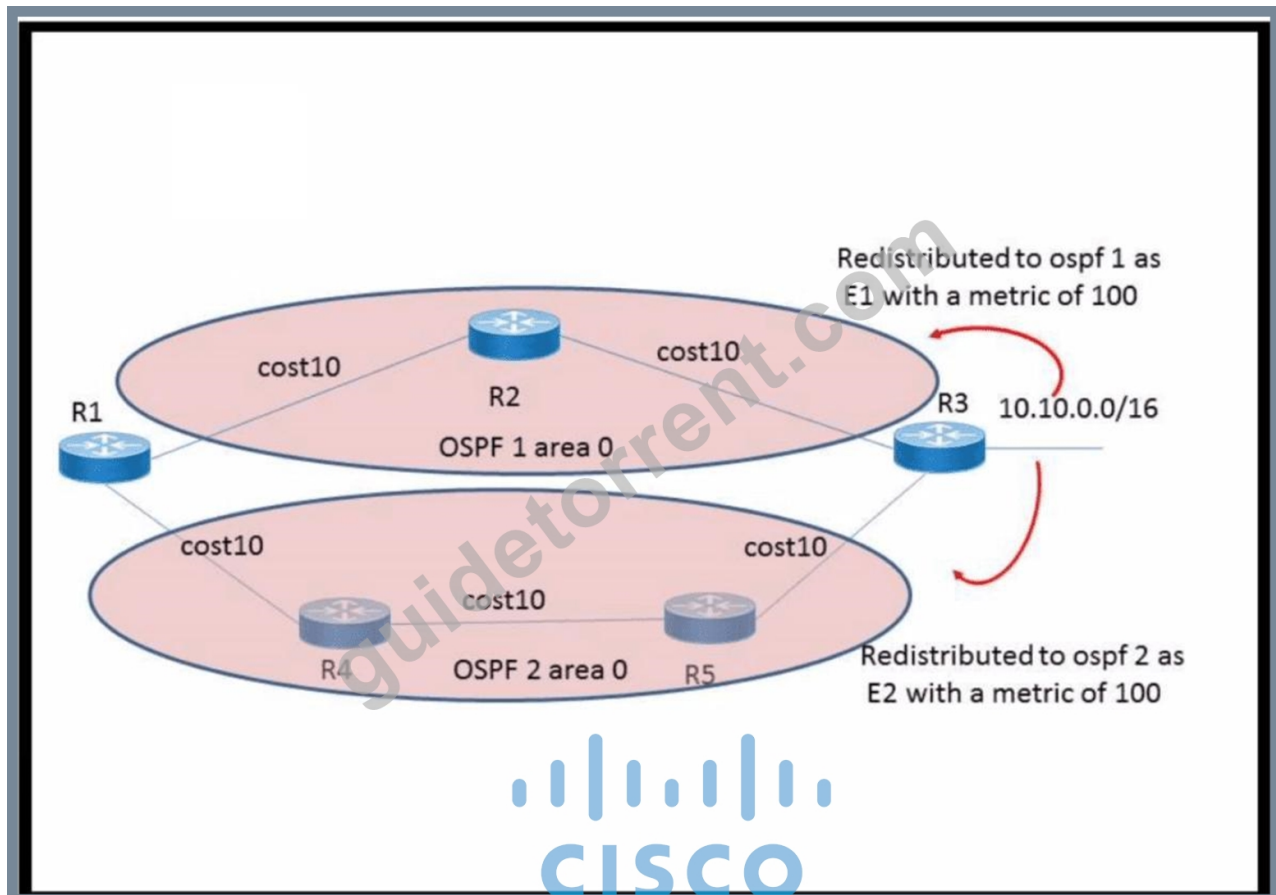 Redistributed to ospf 1 as
E1 with a metric of 100
cost10
cost10
R2
R1
R3
10.10.0.0/16
OSPF 1 area 0
cost10
cost10
cost10
R4
OSPF 2 area 0
R5
Redistributed to ospf 2 as
E2 with a metric of 100
guidetorrent.com
CISCO